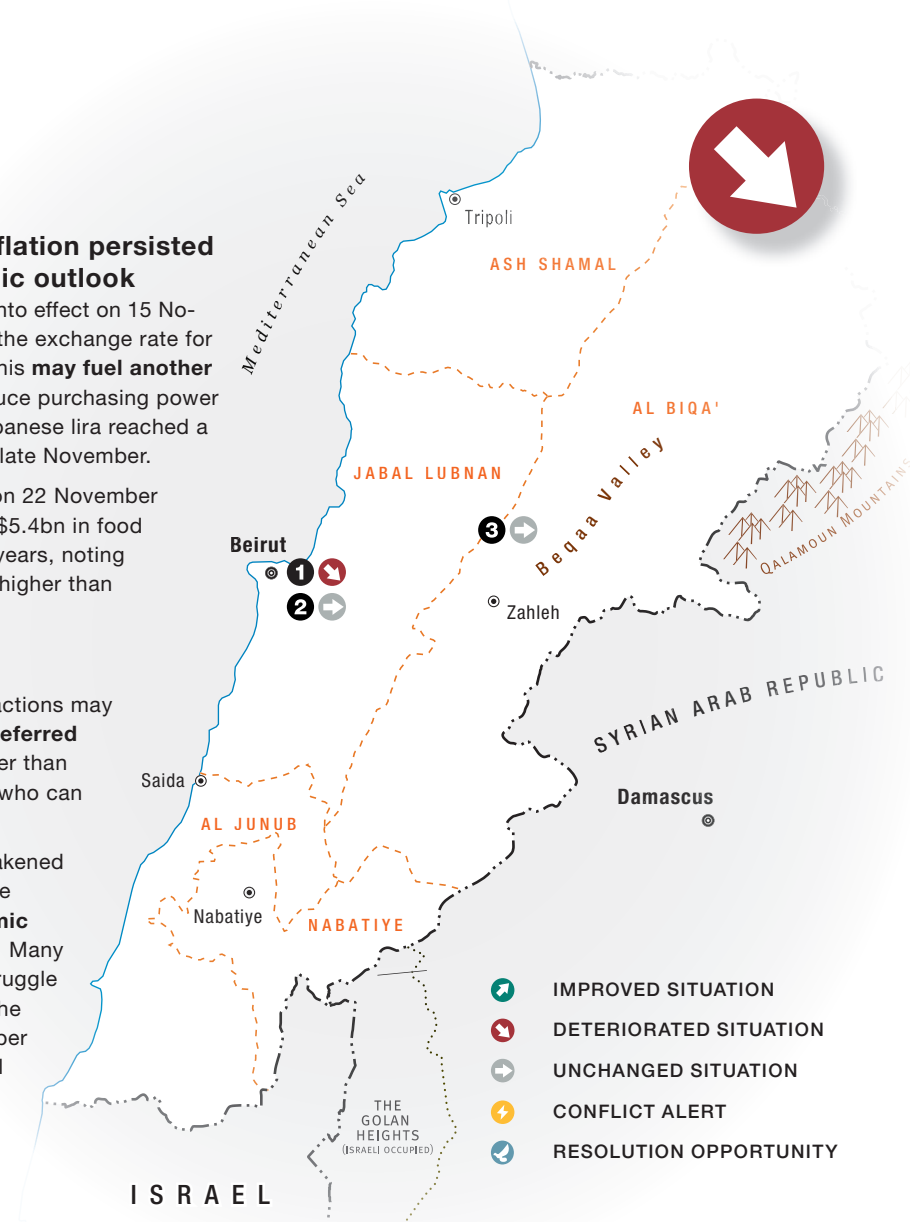 flation persisted
ic outlook
nto effect on 15 No-
the exchange rate for
his may fuel another
uce purchasing power
banese lira reached a
late November.
on 22 November
$5.4bn in food
years, noting
higher than
actions may
eferred
er than
who can
akened
e
mic
Many
ruggle
he
ber
d
Mediterranean Sea
Tripoli
ASH SHAMAL
AL BIQA'
JABAL LUBNAN
Beqaa Valley
QALAMOUN MOUNTAINS
3
Beirut
1
2
Zahleh
SYRIAN ARAB REPUBLIC
Saida
Damascus
AL JUNUB
Nabatiye
NABATIYE
THE
GOLAN
HEIGHTS
(ISRAELI OCCUPIED)
ISRAEL
IMPROVED SITUATION
DETERIORATED SITUATION
UNCHANGED SITUATION
CONFLICT ALERT
RESOLUTION OPPORTUNITY